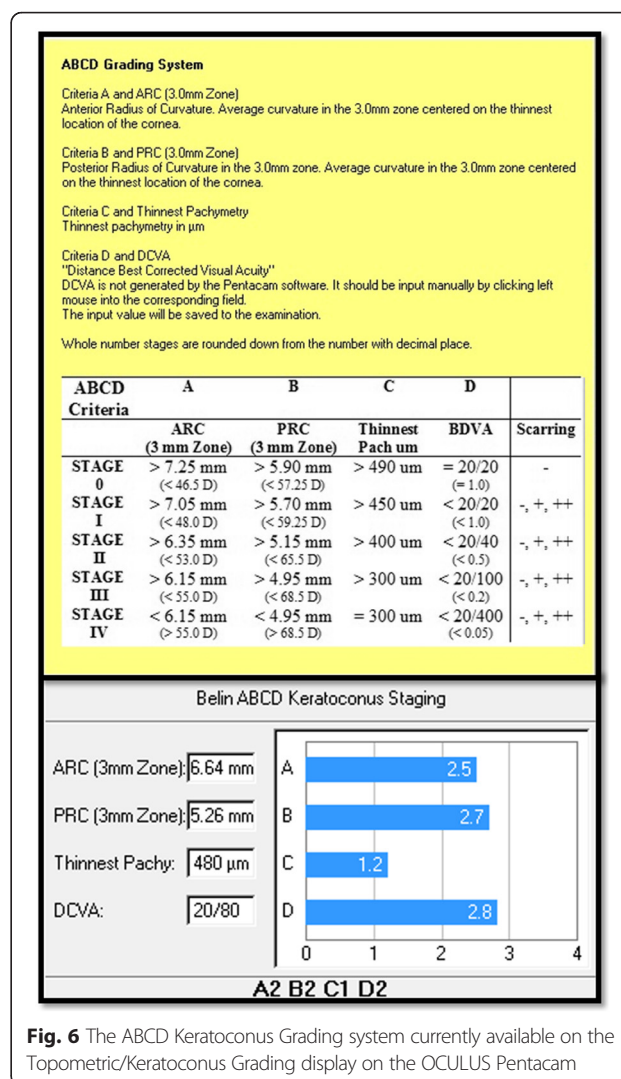 ABCD Grading System
Criteria A and ARC (3.0mm Zone)
Anterior Radius of Curvature. Average curvature in the 3.0mm zone centered on the thinnest
location of the cornea.
Criteria B and PRC (3.0mm Zone)
Posterior Radius of Curvature in the 3.0mm zone. Average curvature in the 3.0mm zone centered
on the thinnest location of the cornea.
Criteria C and Thinnest Pachymetry
Thinnest pachymetry in µm
Criteria D and DCVA
"Distance Best Corrected Visual Acuity"
DCVA is not generated by the Pentacam software. It should be input manually by clicking left
mouse into the corresponding field.
The input value will be saved to the examination.
Whole number stages are rounded down from the number with decimal place.
ABCD Criteria A B C D
ARC (3 mm Zone) PRC (3 mm Zone) Thinnest Pach um BDVA Scarring
STAGE 0 > 7.25 mm (< 46.5 D) > 5.90 mm (< 57.25 D) > 490 um = 20/20 (= 1.0) -
STAGE I > 7.05 mm (< 48.0 D) > 5.70 mm (< 59.25 D) > 450 um < 20/20 (< 1.0) -, +, ++
STAGE II > 6.35 mm (< 53.0 D) > 5.15 mm (< 65.5 D) > 400 um < 20/40 (< 0.5) -, +, ++
STAGE III > 6.15 mm (< 55.0 D) > 4.95 mm (< 68.5 D) > 300 um < 20/100 (< 0.2) -, +, ++
STAGE IV < 6.15 mm (> 55.0 D) < 4.95 mm (> 68.5 D) = 300 um < 20/400 (< 0.05) -, +, ++
Belin ABCD Keratoconus Staging
ARC (3mm Zone): 6.64 mm A 2.5
PRC (3mm Zone): 5.26 mm B 2.7
Thinnest Pachy: 480 µm C 1.2
DCVA: 20/80 D 2.8
0 1 2 3 4
A2 B2 C1 D2
Fig. 6 The ABCD Keratoconus Grading system currently available on the
Topometric/Keratoconus Grading display on the OCULUS Pentacam